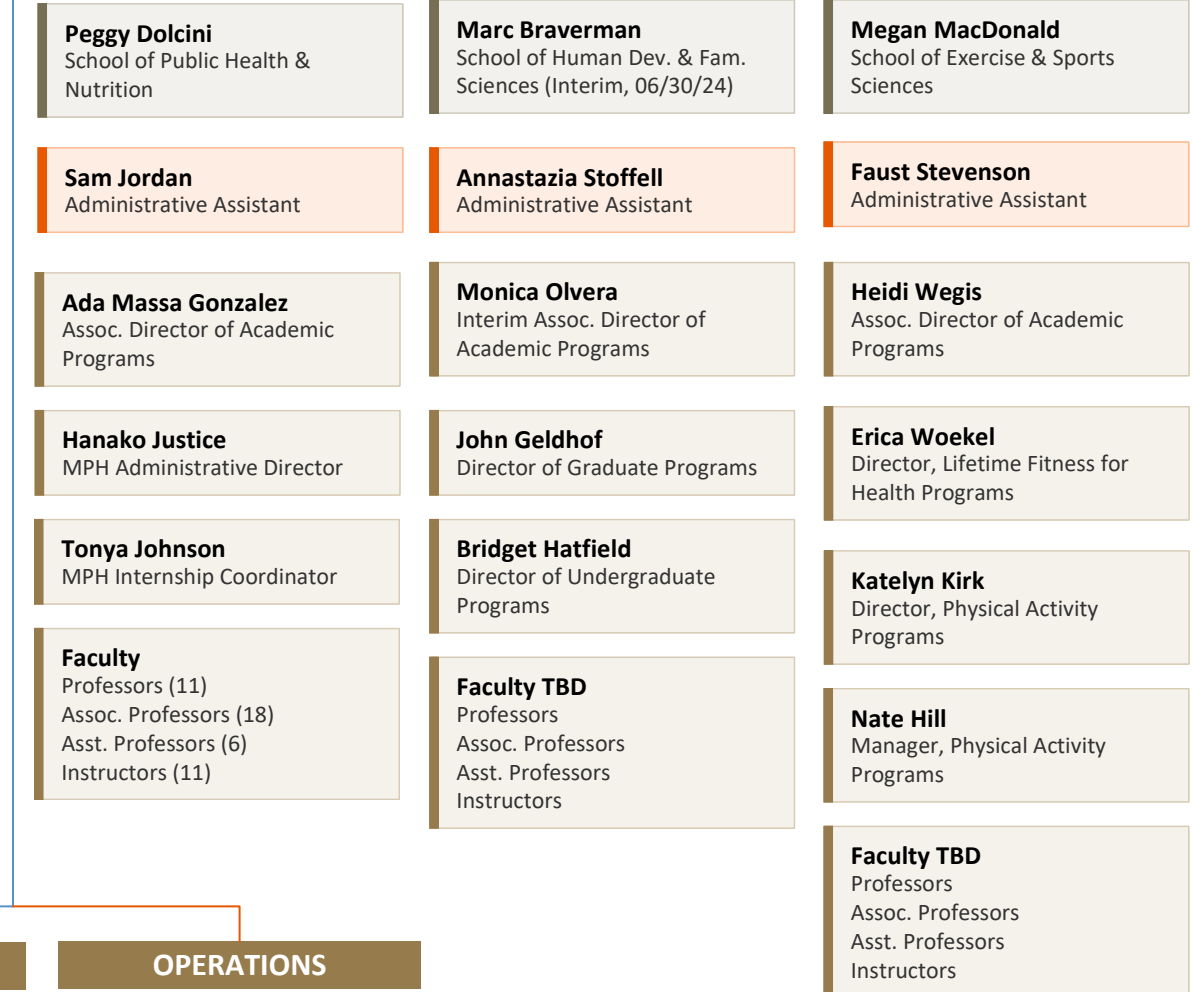 Peggy Dolcini
School of Public Health &
Nutrition
Sam Jordan
Administrative Assistant
Ada Massa Gonzalez
Assoc. Director of Academic
Programs
Hanako Justice
MPH Administrative Director
Tonya Johnson
MPH Internship Coordinator
Faculty
Professors (11)
Assoc. Professors (18)
Asst. Professors (6)
Instructors (11)
Marc Braverman
School of Human Dev. & Fam.
Sciences (Interim, 06/30/24)
Annastazia Stoffell
Administrative Assistant
Monica Olvera
Interim Assoc. Director of
Academic Programs
John Geldhof
Director of Graduate Programs
Bridget Hatfield
Director of Undergraduate
Programs
Faculty TBD
Professors
Assoc. Professors
Asst. Professors
Instructors
Megan MacDonald
School of Exercise & Sports
Sciences
Faust Stevenson
Administrative Assistant
Heidi Wegis
Assoc. Director of Academic
Programs
Erica Woekel
Director, Lifetime Fitness for
Health Programs
Katelyn Kirk
Director, Physical Activity
Programs
Nate Hill
Manager, Physical Activity
Programs
Faculty TBD
Professors
Assoc. Professors
Asst. Professors
Instructors
OPERATIONS